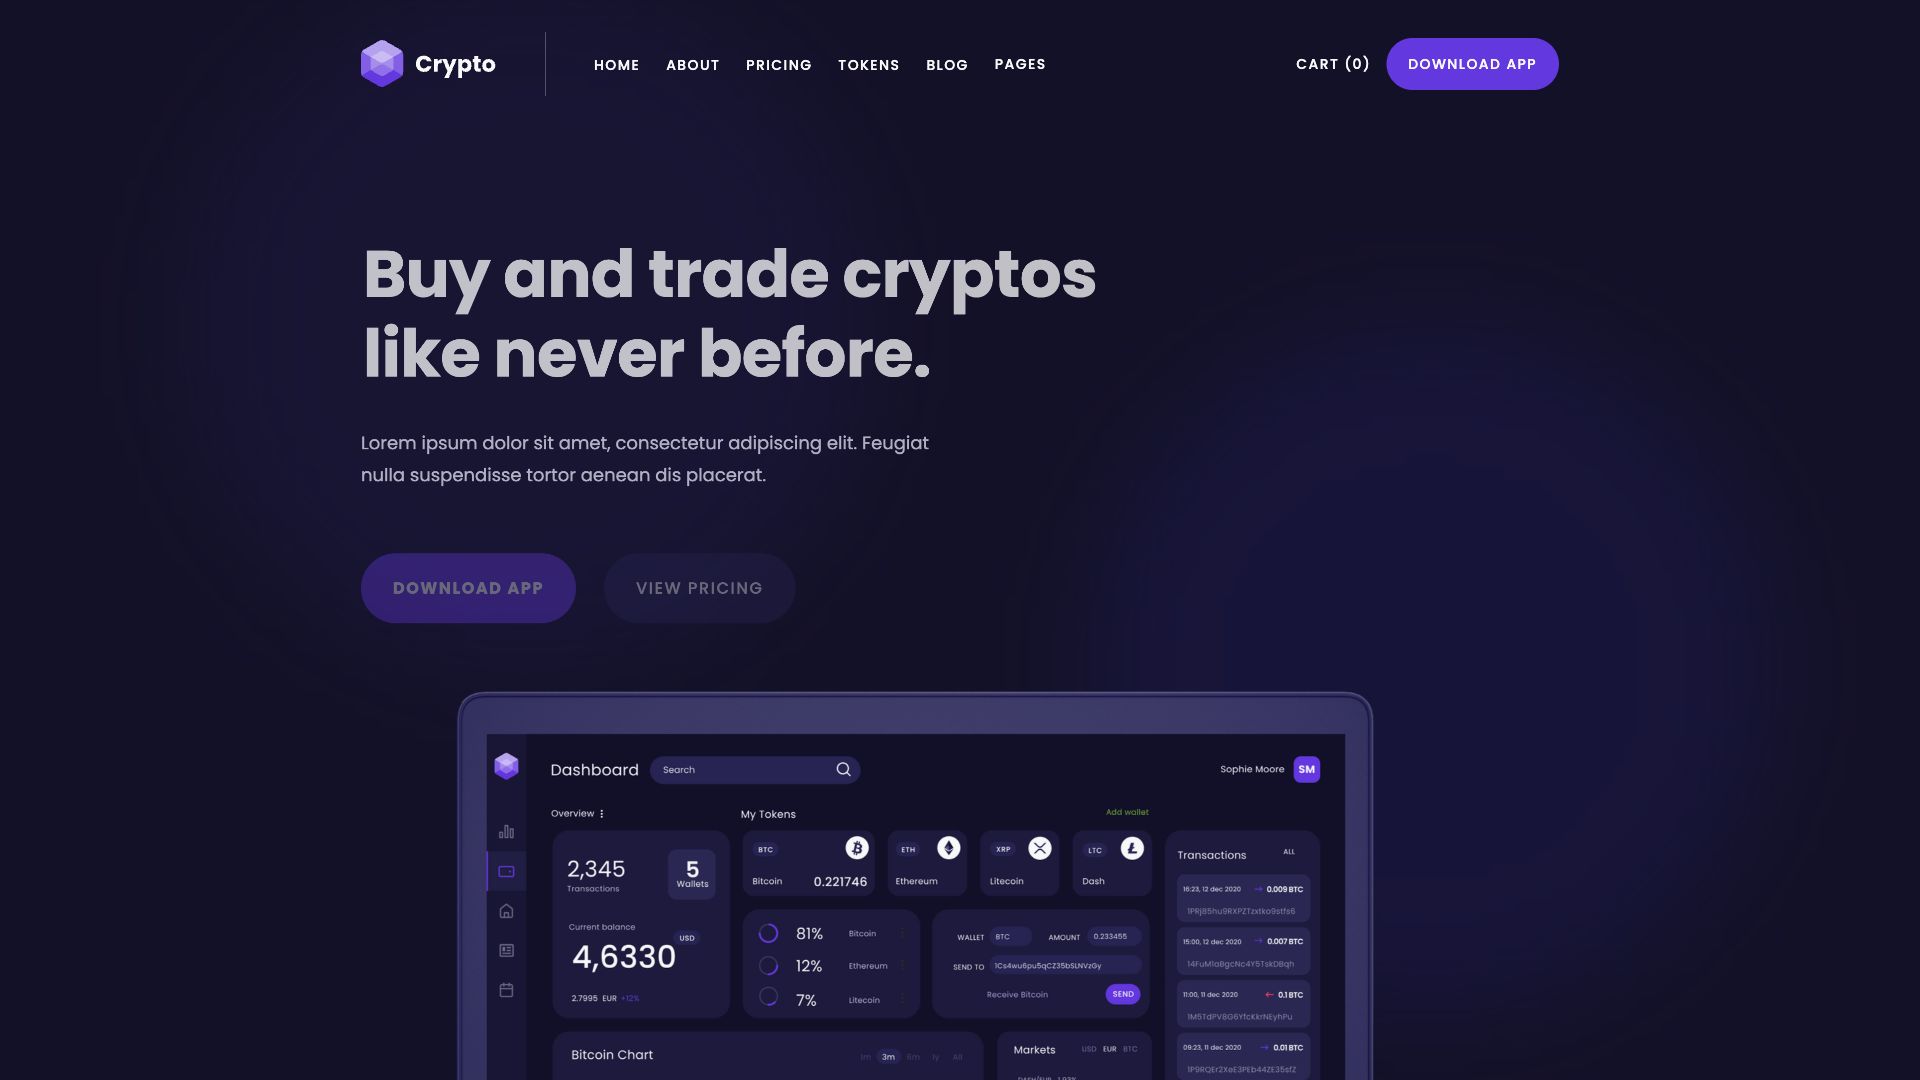 Crypto
HOME ABOUT PRICING TOKENS BLOG PAGES
CART (0) DOWNLOAD APP
Buy and trade cryptos
like never before.
Lorem ipsum dolor sit amet, consectetur adipiscing elit. Feugiat
nulla suspendisse tortor aenean dis placerat.
DOWNLOAD APP VIEW PRICING
Dashboard
Search
Sophie Moore SM
Overview
2,345
Transactions
5
Wallets
Current balance
4,6330 USD
2.7995 EUR +12%
My Tokens
Add wallet
BTC
Bitcoin 0.221746
ETH
Ethereum
XRP
Litecoin
LTC
Dash
81% Bitcoin
12% Ethereum
7% Litecoin
WALLET BTC AMOUNT 0.233455
SEND TO 1Cs4wu6pu5qCZ35bSLNVzGy
Receive Bitcoin SEND
Transactions ALL
16:23, 12 dec 2020 → 0.009 BTC
1PRj85hu9RXPZTzxtko9stfs6
15:00, 12 dec 2020 → 0.007 BTC
14FuM1aBgcNc4Y5TskDBqh
11:00, 11 dec 2020 ← 0.1 BTC
1M5TdPV8G6YfcKkrNEyhPu
09:23, 11 dec 2020 → 0.01 BTC
1P9RQEr2XeE3PEb44ZE35sfZ
Bitcoin Chart
1m 3m 6m 1y All
Markets USD EUR BTC
DASH/EUR 1.93%